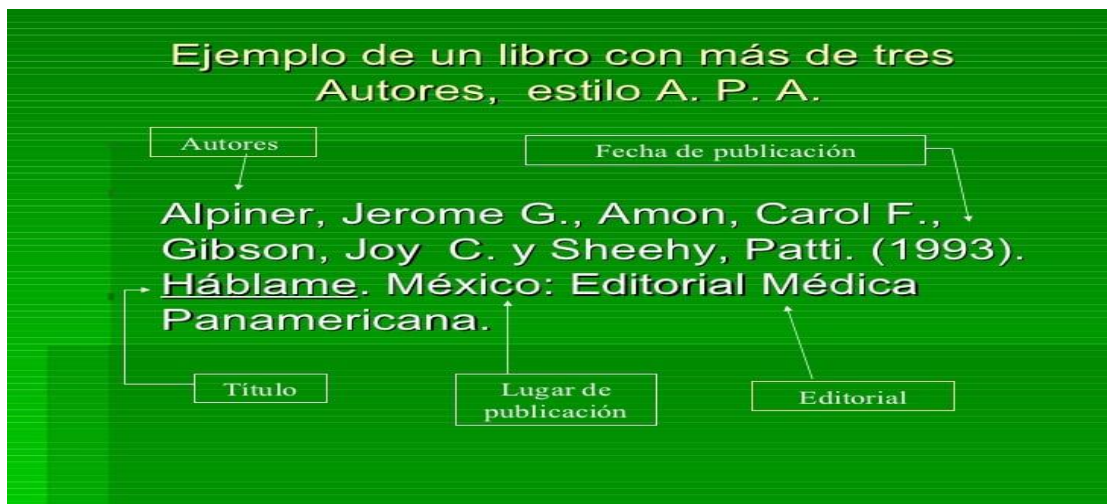 Ejemplo de un libro con más de tres
Autores, estilo A. P. A.
Autores
Fecha de publicación
Alpiner, Jerome G., Amon, Carol F.,
Gibson, Joy C. y Sheehy, Patti. (1993).
Háblame. México: Editorial Médica
Panamericana.
Título
Lugar de
publicación
Editorial